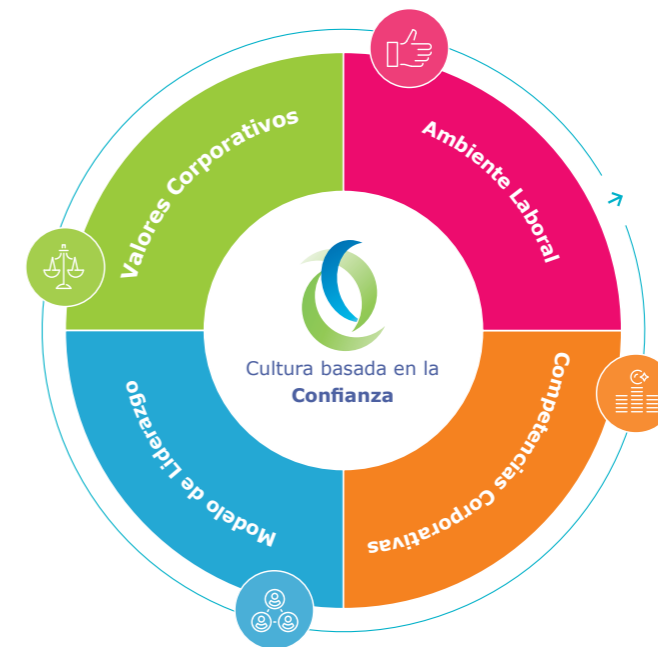 Valores Corporativos
Ambiente Laboral
Cultura basada en la
Confianza
Modelo de Liderazgo
Competencias Corporativas